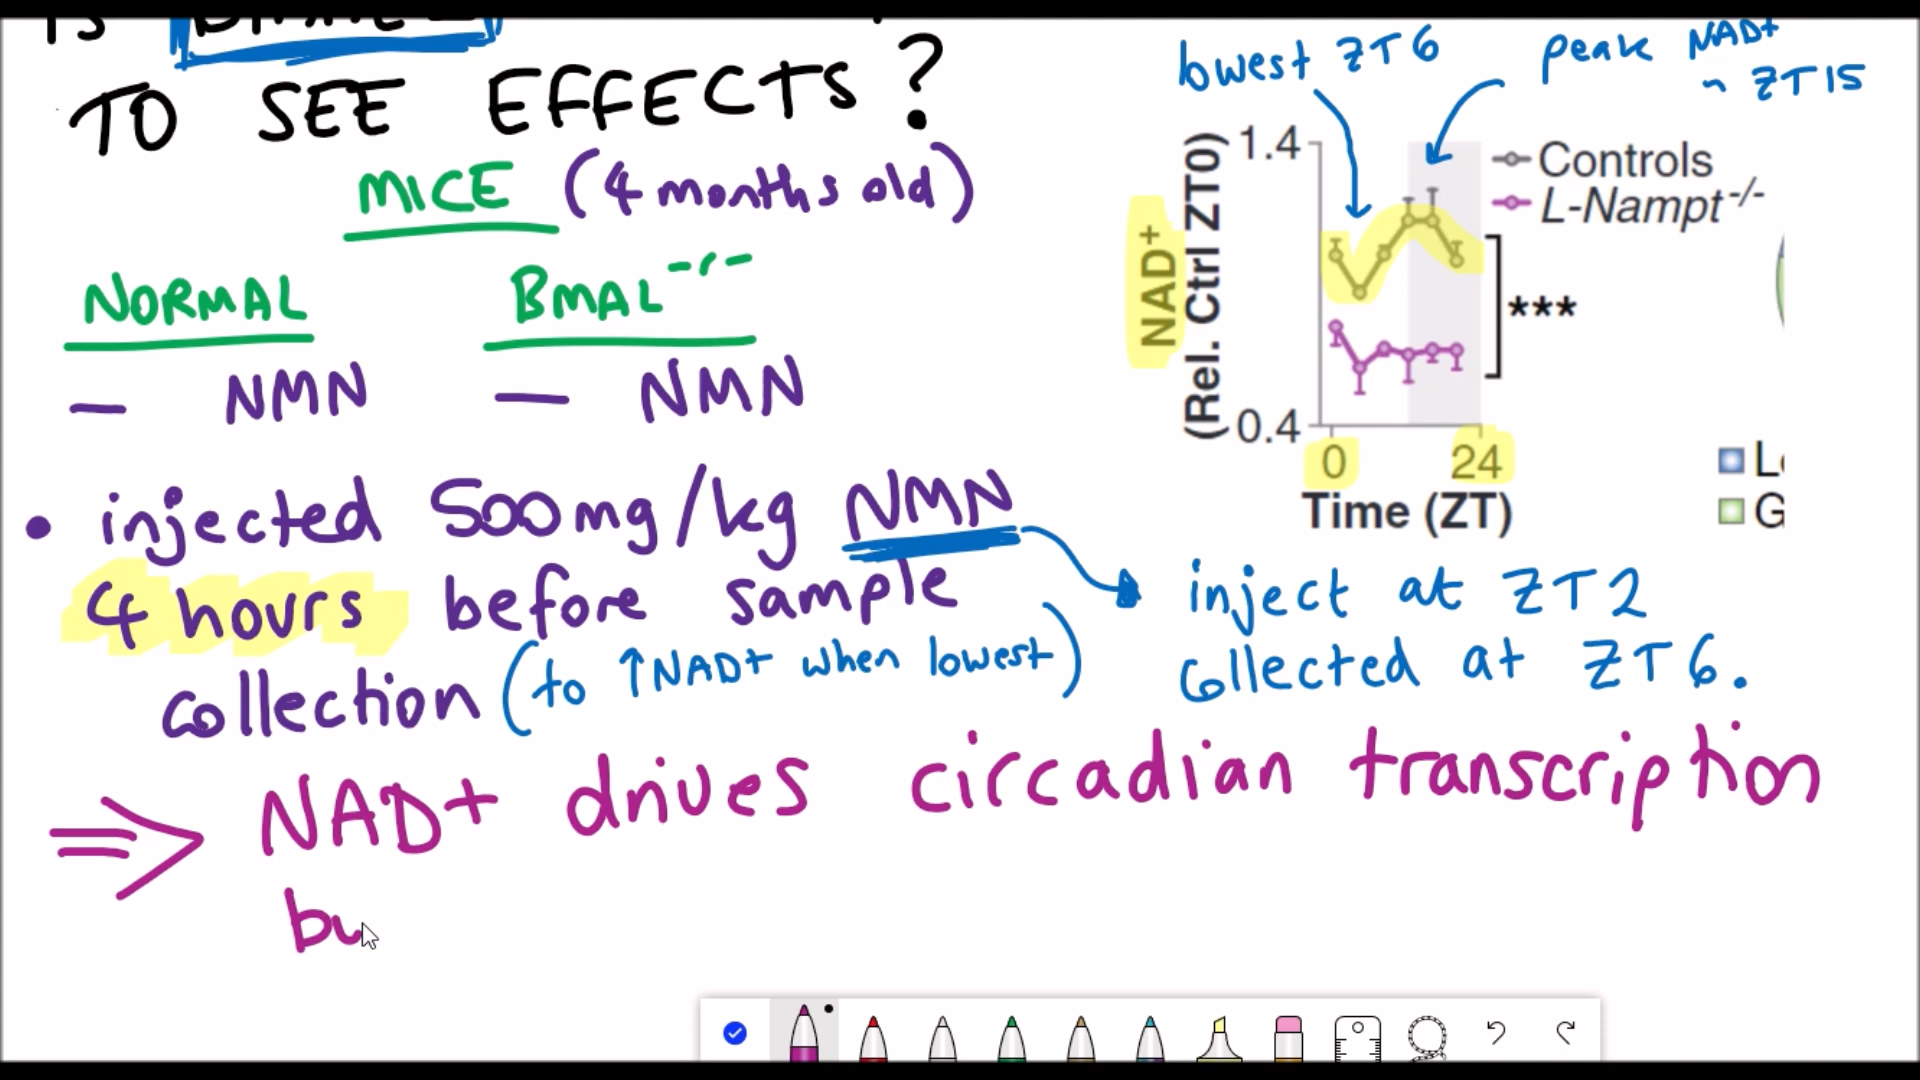 TO SEE EFFECTS?
MICE (4 months old)
NORMAL
BMAL-/-
— NMN
— NMN
• injected 500mg/kg NMN
4 hours before sample
collection (to ↑NAD+ when lowest)
lowest ZT6
peak NAD+
~ ZT15
1.4
0.4
NAD+
(Rel. Ctrl ZT0)
Controls
L-Nampt-/-
***
0 24
Time (ZT)
L
G
inject at ZT2
collected at ZT6.
⇒ NAD+ drives circadian transcription
bu